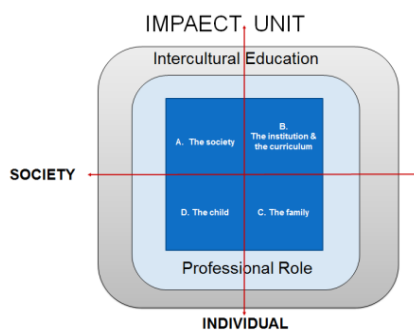 IMPAECT UNIT
Intercultural Education
B.
A. The society
The institution &
the curriculum
SOCIETY
D. The child
C. The family
Professional Role
INDIVIDUAL